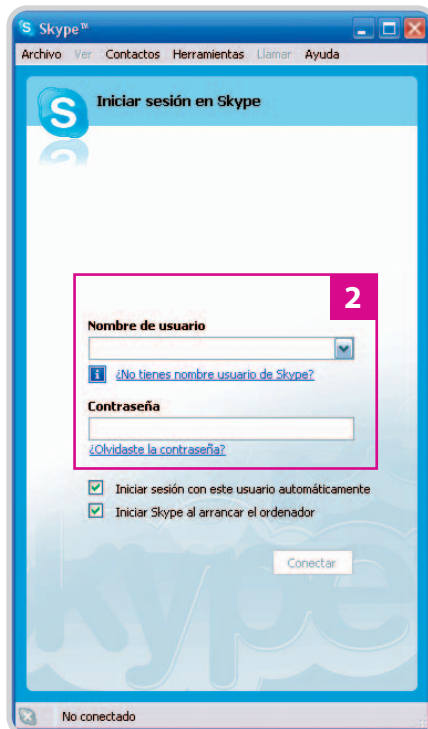 Skype™
Archivo Ver Contactos Herramientas Llamar Ayuda
S Iniciar sesión en Skype
2
Nombre de usuario
¿No tienes nombre usuario de Skype?
Contraseña
¿Olvidaste la contraseña?
Iniciar sesión con este usuario automáticamente
Iniciar Skype al arrancar el ordenador
Conectar
skype
No conectado